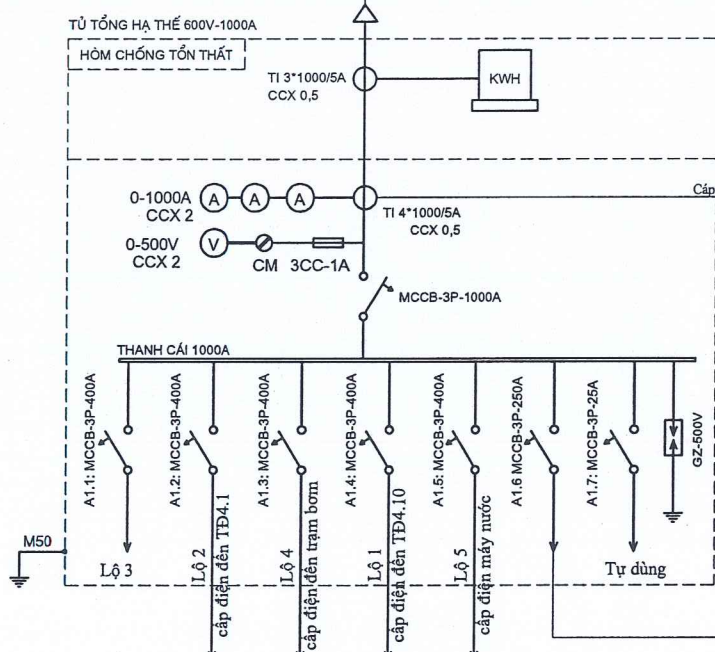 TỦ TỔNG HẠ THẾ 600V-1000A
HÒM CHỐNG TỔN THẤT
TI 3*1000/5A
CCX 0,5
KWH
0-1000A
CCX 2
A
A
A
TI 4*1000/5A
CCX 0,5
Cáp
0-500V
CCX 2
V
CM
3CC-1A
MCCB-3P-1000A
THANH CÁI 1000A
A1.1: MCCB-3P-400A
A1.2: MCCB-3P-400A
A1.3: MCCB-3P-400A
A1.4: MCCB-3P-400A
A1.5: MCCB-3P-400A
A1.6 MCCB-3P-250A
A1.7: MCCB-3P-25A
GZ-500V
M50
Lộ 3
Lộ 2
cấp điện đến TĐ4.1
Lộ 4
cấp điện đến trạm bơm
Lộ 1
cấp điện đến TĐ4.10
Lộ 5
cấp điện máy nước
Tự dùng